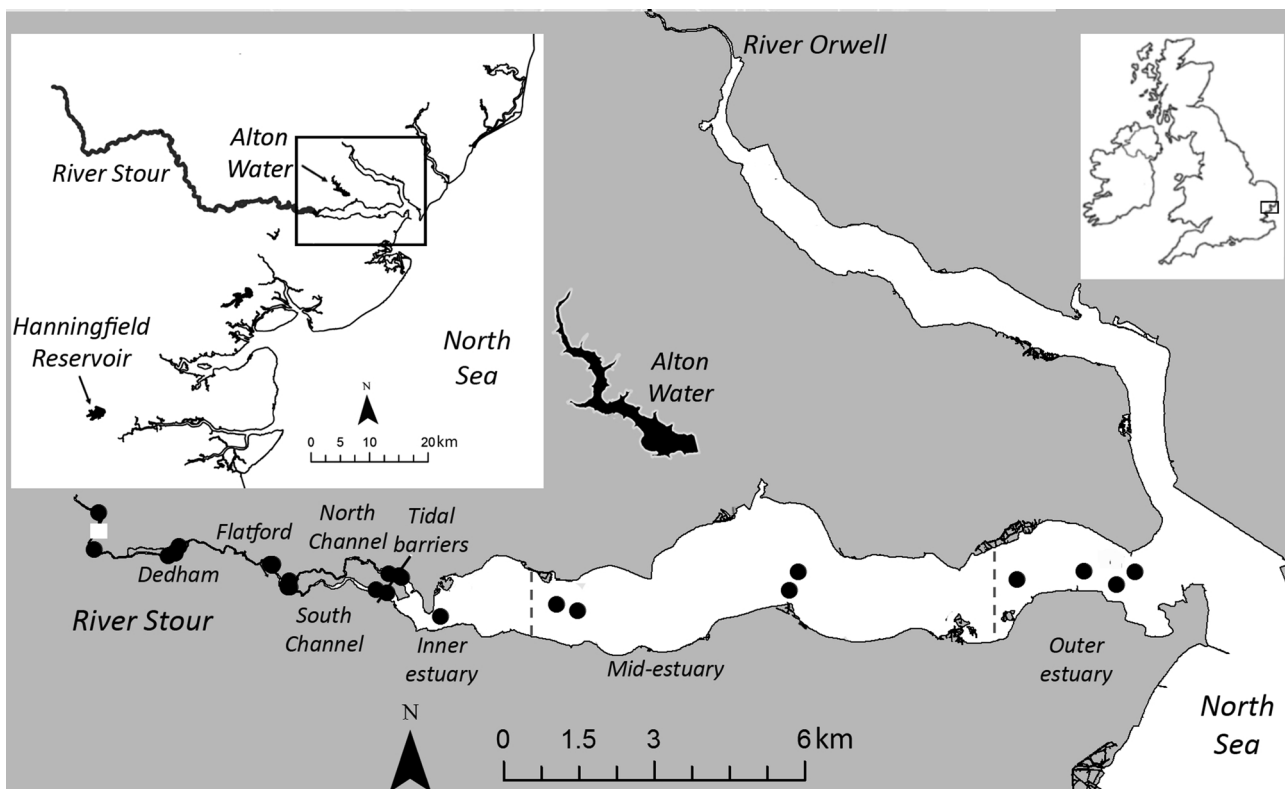 River Orwell
Alton
Water
River Stour
Hanningfield
Reservoir
North
Sea
N
0 5 10 20 km
Alton
Water
Flatford
North
Channel
Tidal
barriers
Dedham
River Stour
South
Channel
Inner
estuary
Mid-estuary
Outer
estuary
North
Sea
N
0 1.5 3 6 km